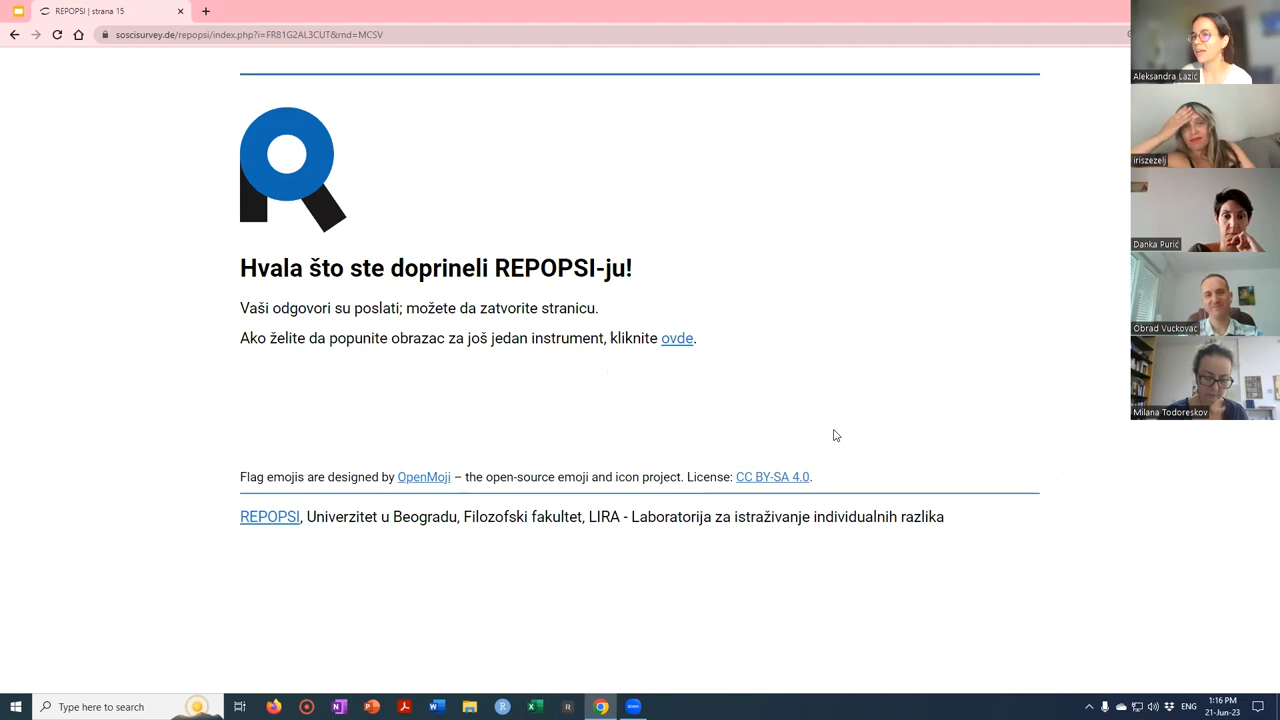 REPOPSI | strana 15
soscisurvey.de/repopsi/index.php?i=FR81G2AL3CUT&rnd=MCSV
Aleksandra Lazić
iriszezelj
Danka Purić
Obrad Vuckovac
Milana Todoreskov
Hvala što ste doprineli REPOPSI-ju!
Vaši odgovori su poslati; možete da zatvorite stranicu.
Ako želite da popunite obrazac za još jedan instrument, kliknite ovde.
Flag emojis are designed by OpenMoji – the open-source emoji and icon project. License: CC BY-SA 4.0.
REPOPSI, Univerzitet u Beogradu, Filozofski fakultet, LIRA - Laboratorija za istraživanje individualnih razlika
Type here to search
ENG
1:16 PM
21-Jun-23